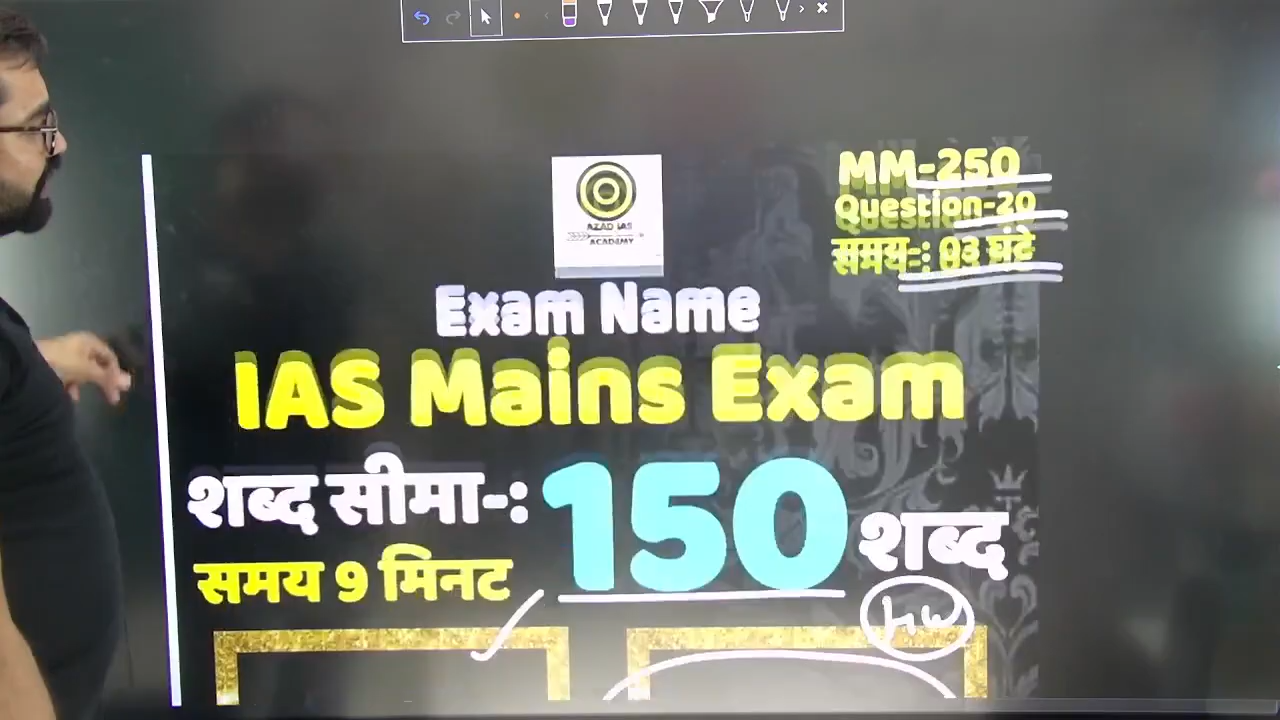 AZAD IAS
ACADEMY
MM-250
Question-20
समय-: 03 घंटे
Exam Name
IAS Mains Exam
शब्द सीमा-: 150 शब्द
समय 9 मिनट
HW